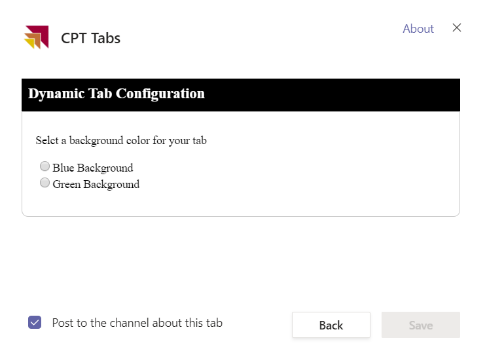 CPT Tabs
About
Dynamic Tab Configuration
Selct a background color for your tab
Blue Background
Green Background
Post to the channel about this tab
Back
Save